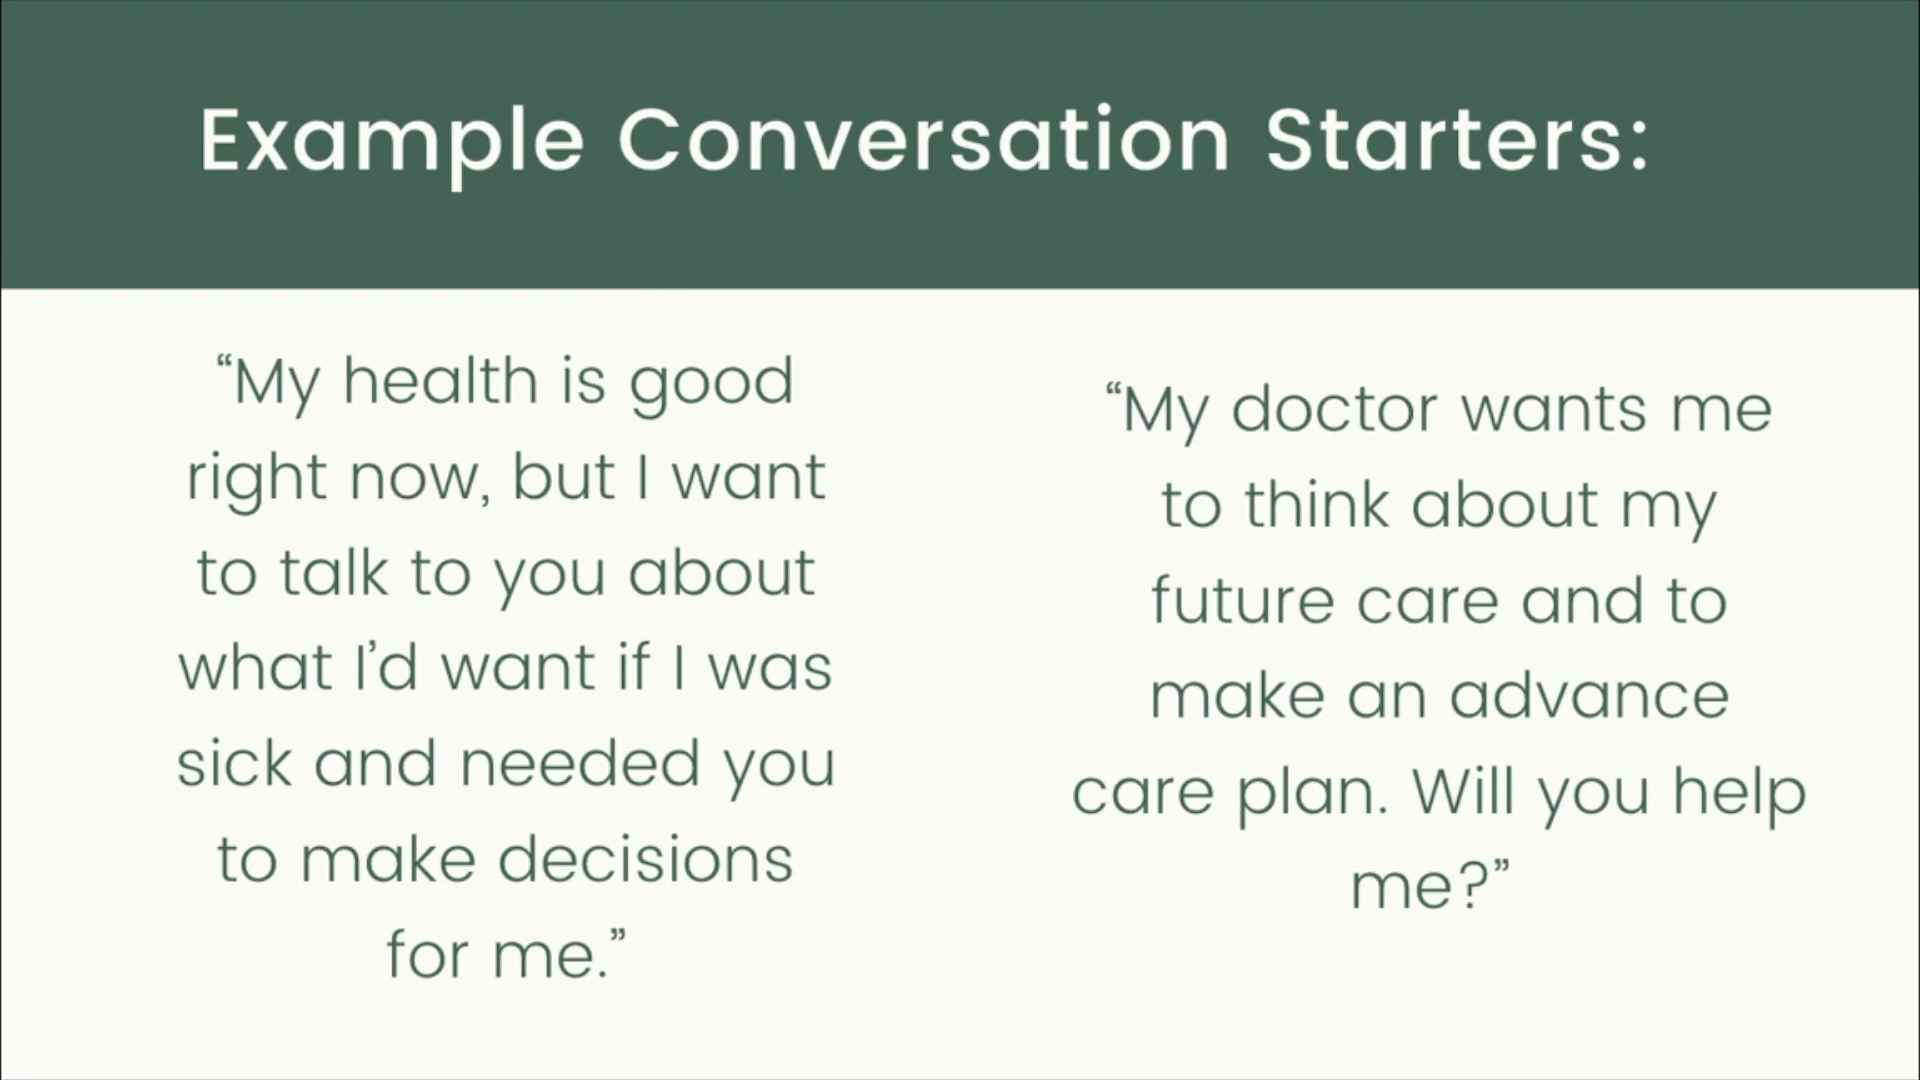 Example Conversation Starters:
“My health is good
right now, but I want
to talk to you about
what I’d want if I was
sick and needed you
to make decisions
for me.”
“My doctor wants me
to think about my
future care and to
make an advance
care plan. Will you help
me?”